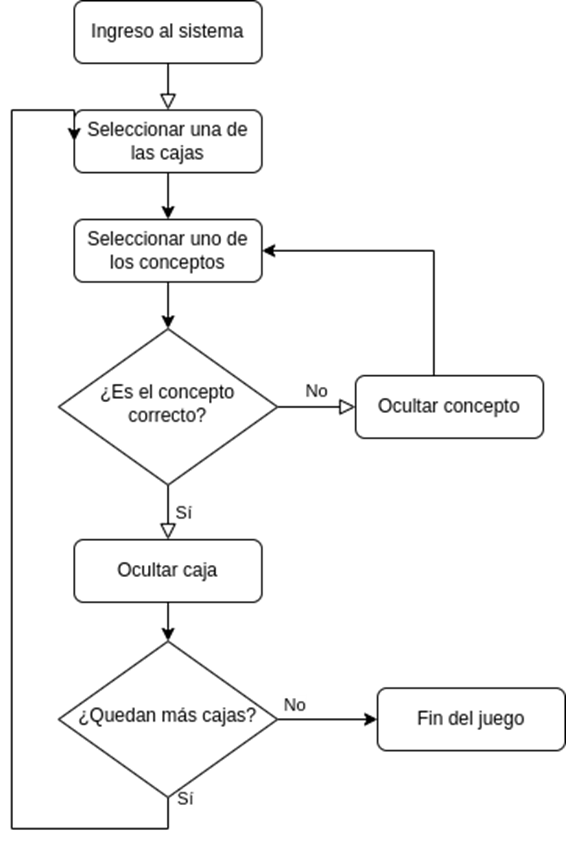 Ingreso al sistema
Seleccionar una de
las cajas
Seleccionar uno de
los conceptos
¿Es el concepto
correcto?
No
Ocultar concepto
Sí
Ocultar caja
¿Quedan más cajas?
No
Fin del juego
Sí